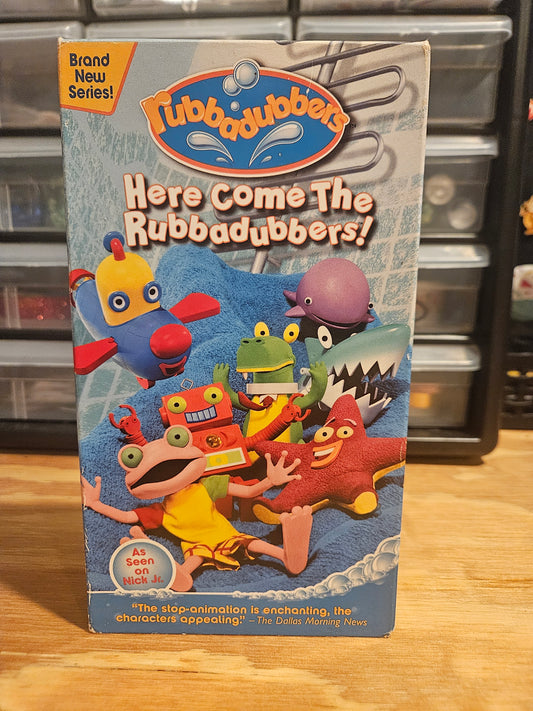 Brand
New
Series!
rubbadubbers
Here Come The
Rubbadubbers!
As
Seen
on
Nick Jr.
"The stop-animation is enchanting, the
characters appealing." – The Dallas Morning News